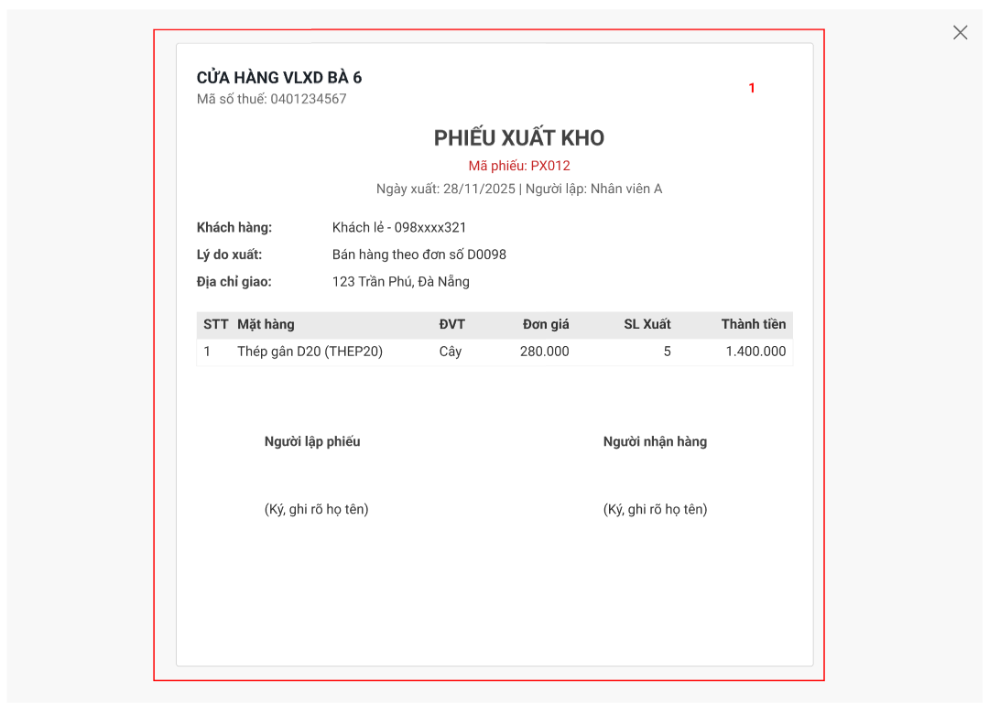 CỬA HÀNG VLXD BÀ 6
Mã số thuế: 0401234567
1
PHIẾU XUẤT KHO
Mã phiếu: PX012
Ngày xuất: 28/11/2025 | Người lập: Nhân viên A
Khách hàng: Khách lẻ - 098xxxx321
Lý do xuất: Bán hàng theo đơn số D0098
Địa chỉ giao: 123 Trần Phú, Đà Nẵng
STT Mặt hàng ĐVT Đơn giá SL Xuất Thành tiền
1 Thép gân D20 (THEP20) Cây 280.000 5 1.400.000
Người lập phiếu Người nhận hàng
(Ký, ghi rõ họ tên) (Ký, ghi rõ họ tên)